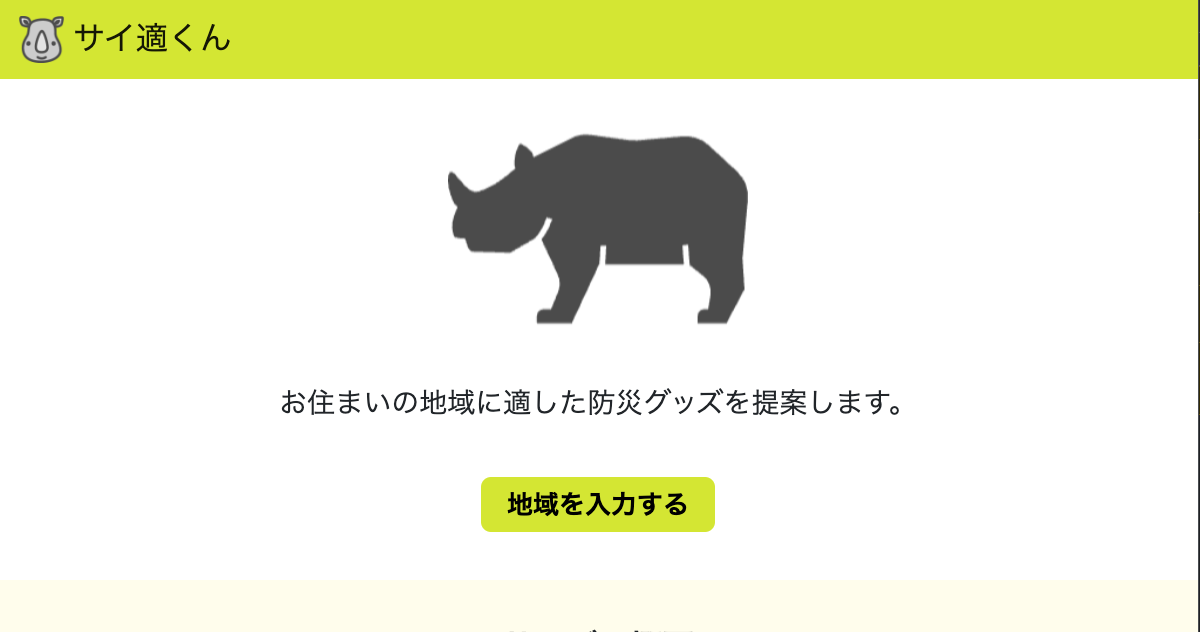 サイ適くん
お住まいの地域に適した防災グッズを提案します。
地域を入力する